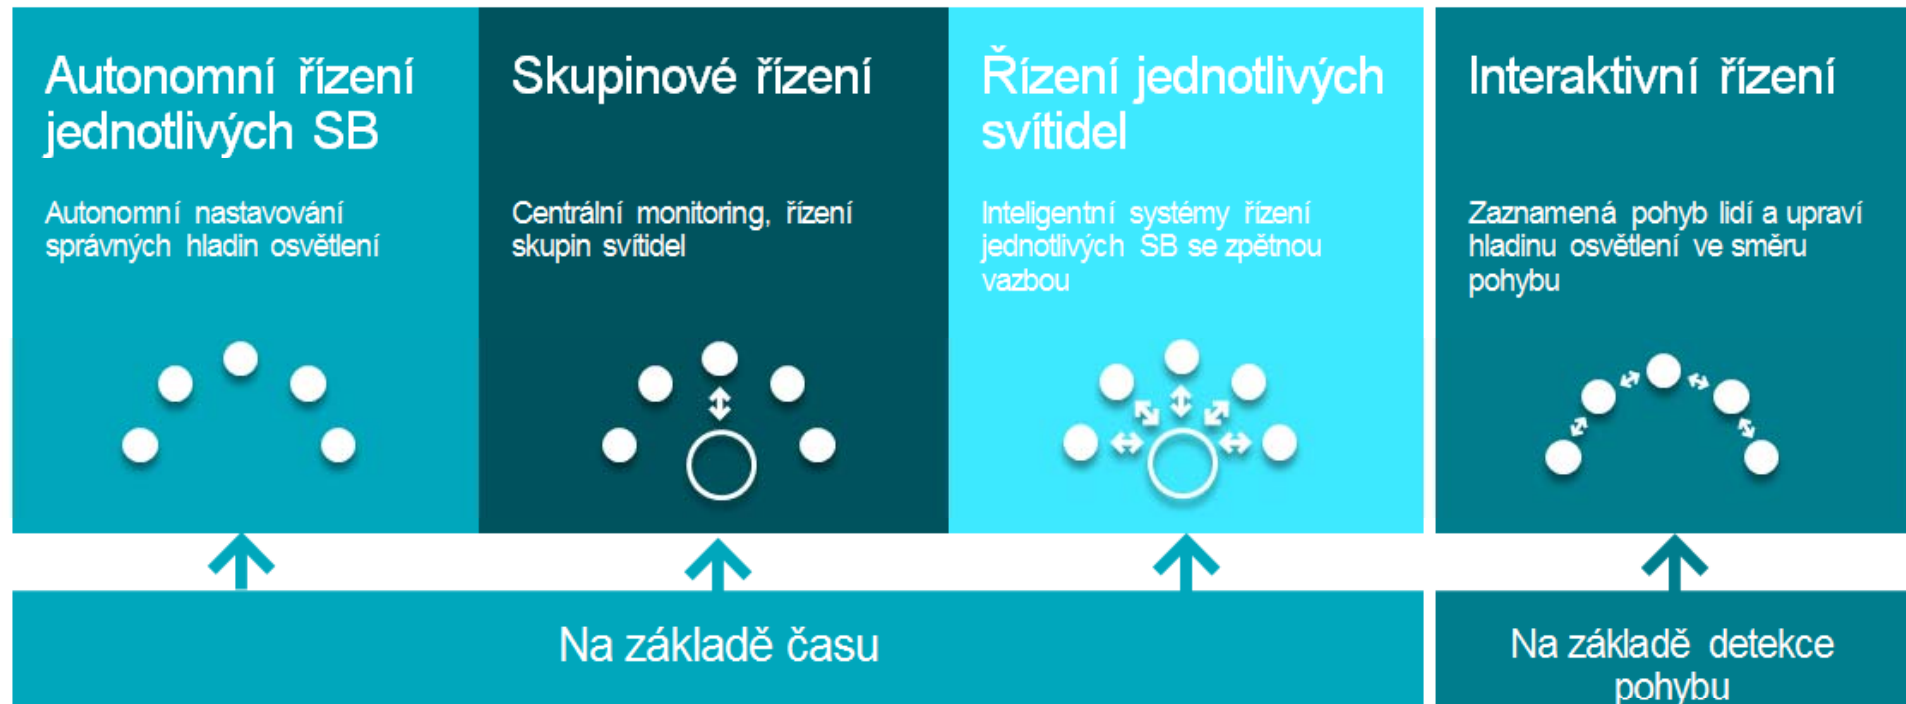 Autonomní řízení
jednotlivých SB
Autonomní nastavování
správných hladin osvětlení
Skupinové řízení
Centrální monitoring, řízení
skupin svítidel
Řízení jednotlivých
svítidel
Inteligentní systémy řízení
jednotlivých SB se zpětnou
vazbou
Interaktivní řízení
Zaznamená pohyb lidí a upraví
hladinu osvětlení ve směru
pohybu
Na základě času
Na základě detekce
pohybu